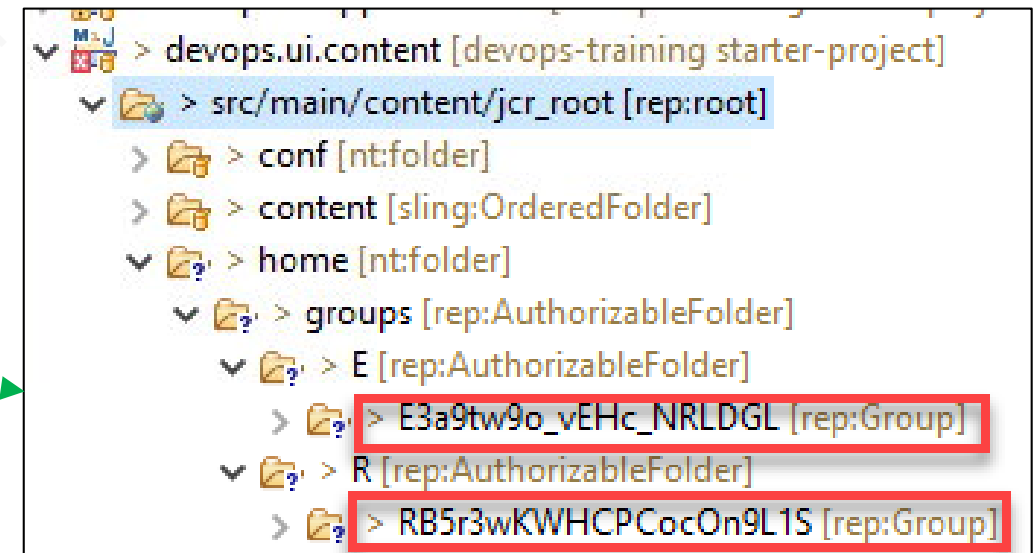 > devops.ui.content [devops-training starter-project]
> src/main/content/jcr_root [rep:root]
> conf [nt:folder]
> content [sling:OrderedFolder]
> home [nt:folder]
> groups [rep:AuthorizableFolder]
> E [rep:AuthorizableFolder]
> E3a9tw9o_vEHc_NRLDGL [rep:Group]
> R [rep:AuthorizableFolder]
> RB5r3wKWHCPCocOn9L1S [rep:Group]